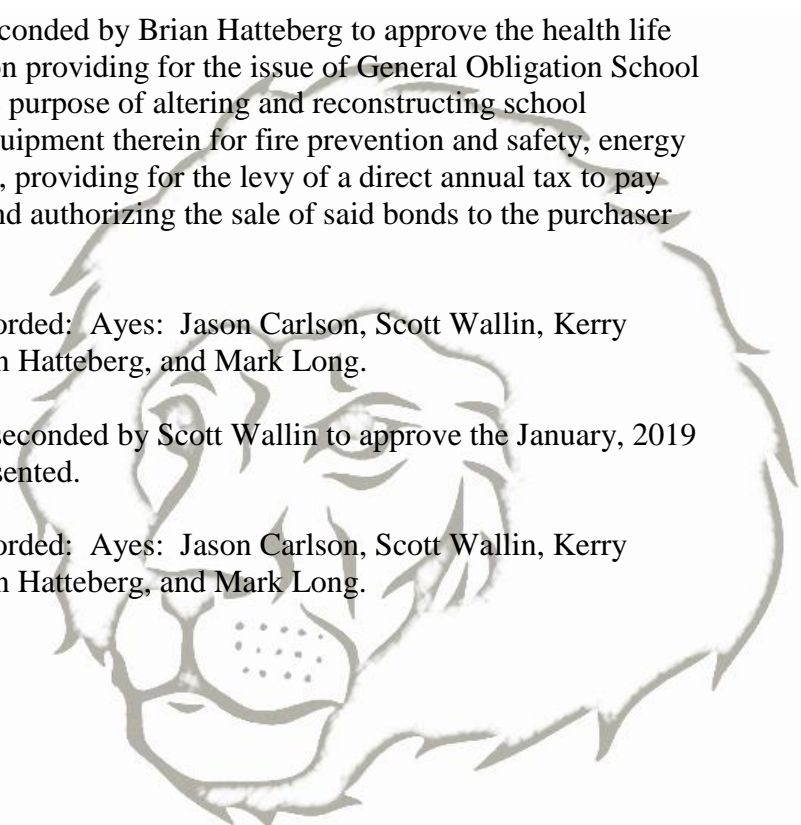 conded by Brian Hatteberg to approve the health life
on providing for the issue of General Obligation School
purpose of altering and reconstructing school
uipment therein for fire prevention and safety, energy
, providing for the levy of a direct annual tax to pay
nd authorizing the sale of said bonds to the purchaser
orded: Ayes: Jason Carlson, Scott Wallin, Kerry
n Hatteberg, and Mark Long.
seconded by Scott Wallin to approve the January, 2019
sented.
orded: Ayes: Jason Carlson, Scott Wallin, Kerry
n Hatteberg, and Mark Long.